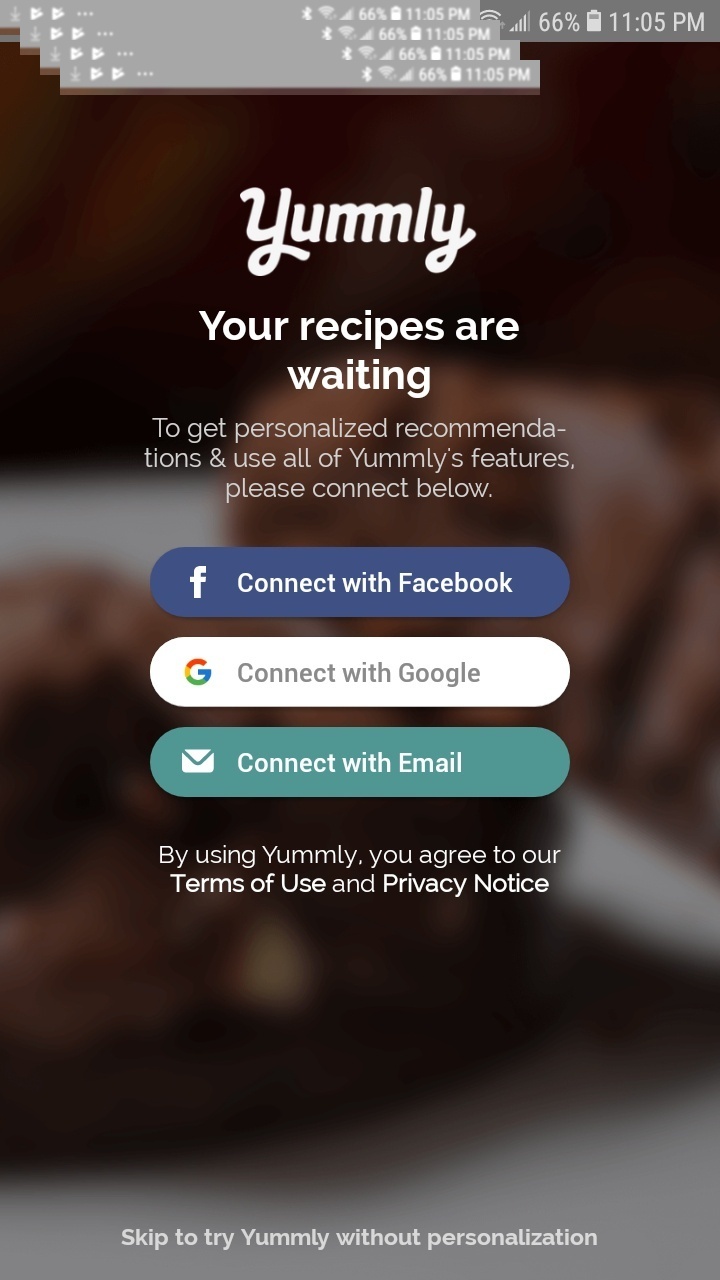 66% 11:05 PM
66% 11:05 PM
66% 11:05 PM
66% 11:05 PM
66% 11:05 PM
Yummly
Your recipes are
waiting
To get personalized recommenda-
tions & use all of Yummly's features,
please connect below.
Connect with Facebook
Connect with Google
Connect with Email
By using Yummly, you agree to our
Terms of Use and Privacy Notice
Skip to try Yummly without personalization